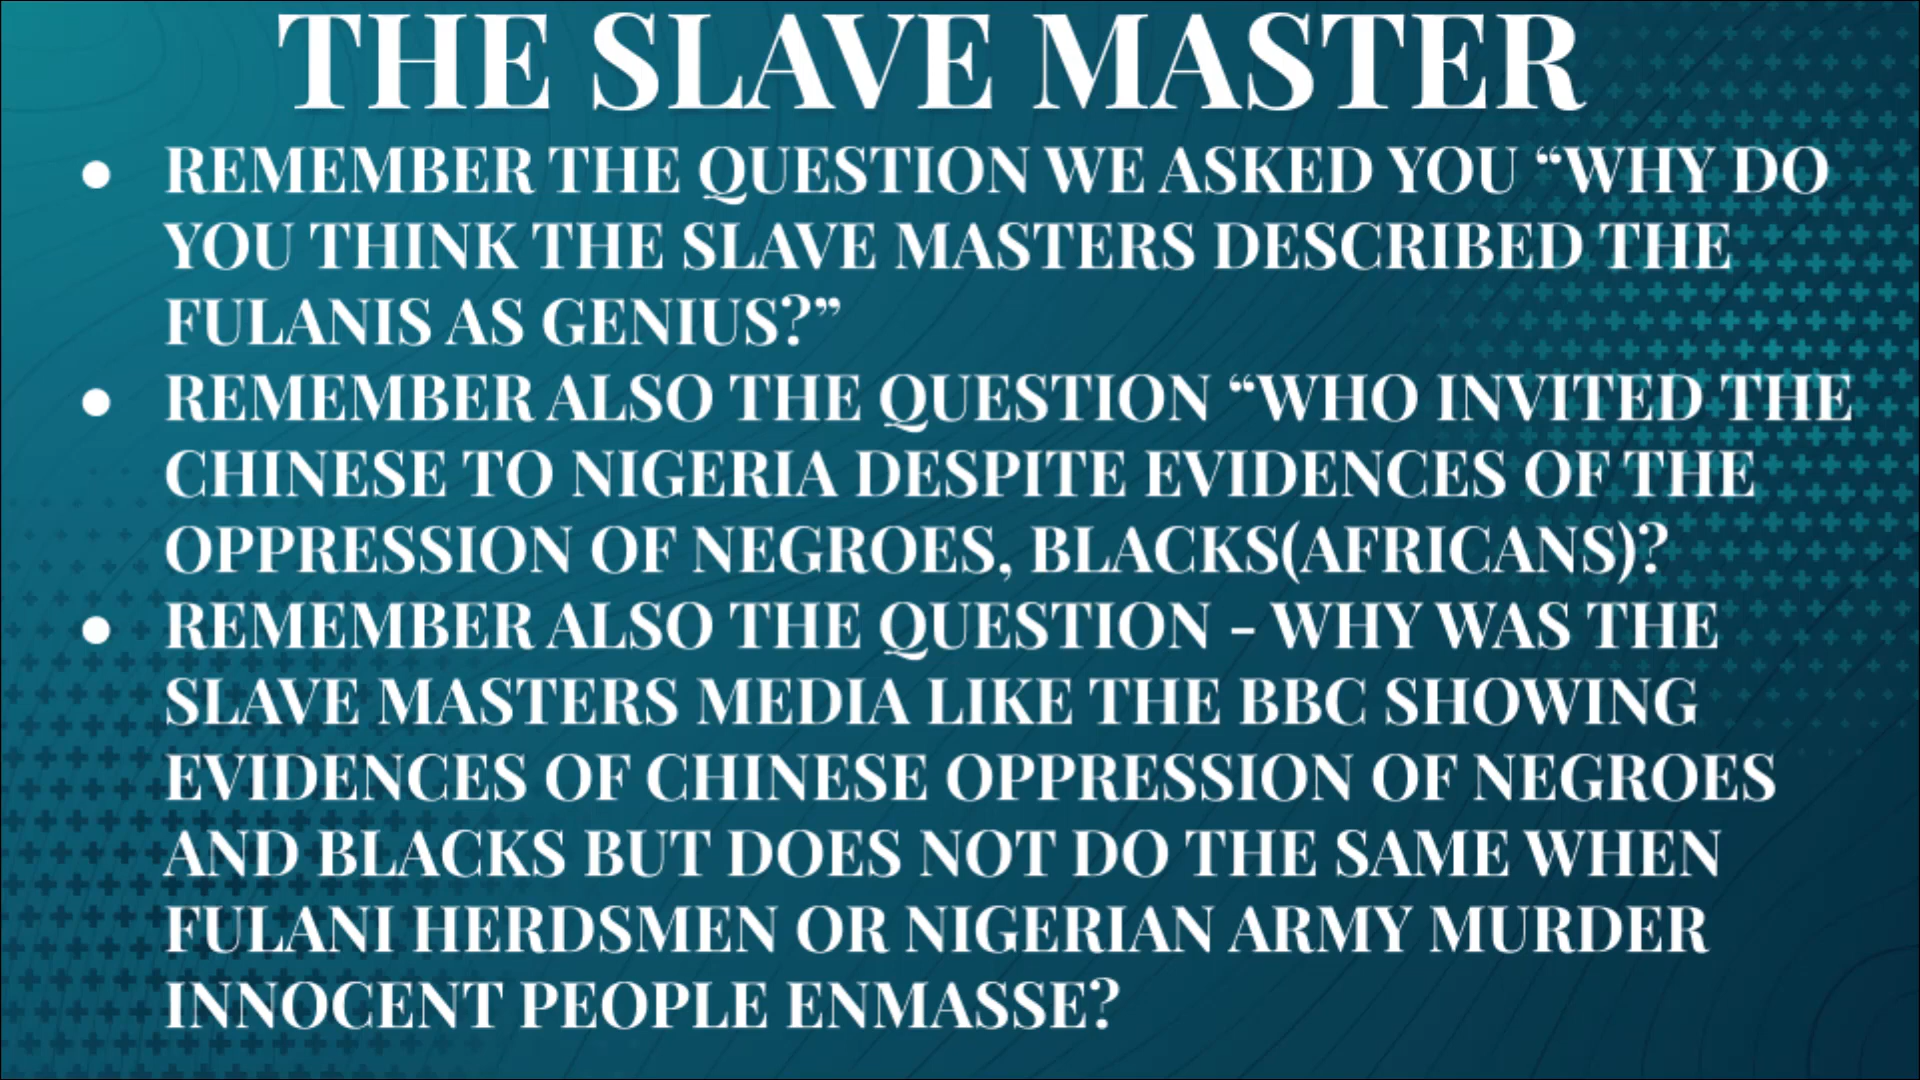 THE SLAVE MASTER
● REMEMBER THE QUESTION WE ASKED YOU “WHY DO
YOU THINK THE SLAVE MASTERS DESCRIBED THE
FULANIS AS GENIUS?”
● REMEMBER ALSO THE QUESTION “WHO INVITED THE
CHINESE TO NIGERIA DESPITE EVIDENCES OF THE
OPPRESSION OF NEGROES, BLACKS(AFRICANS)?
● REMEMBER ALSO THE QUESTION - WHY WAS THE
SLAVE MASTERS MEDIA LIKE THE BBC SHOWING
EVIDENCES OF CHINESE OPPRESSION OF NEGROES
AND BLACKS BUT DOES NOT DO THE SAME WHEN
FULANI HERDSMEN OR NIGERIAN ARMY MURDER
INNOCENT PEOPLE ENMASSE?